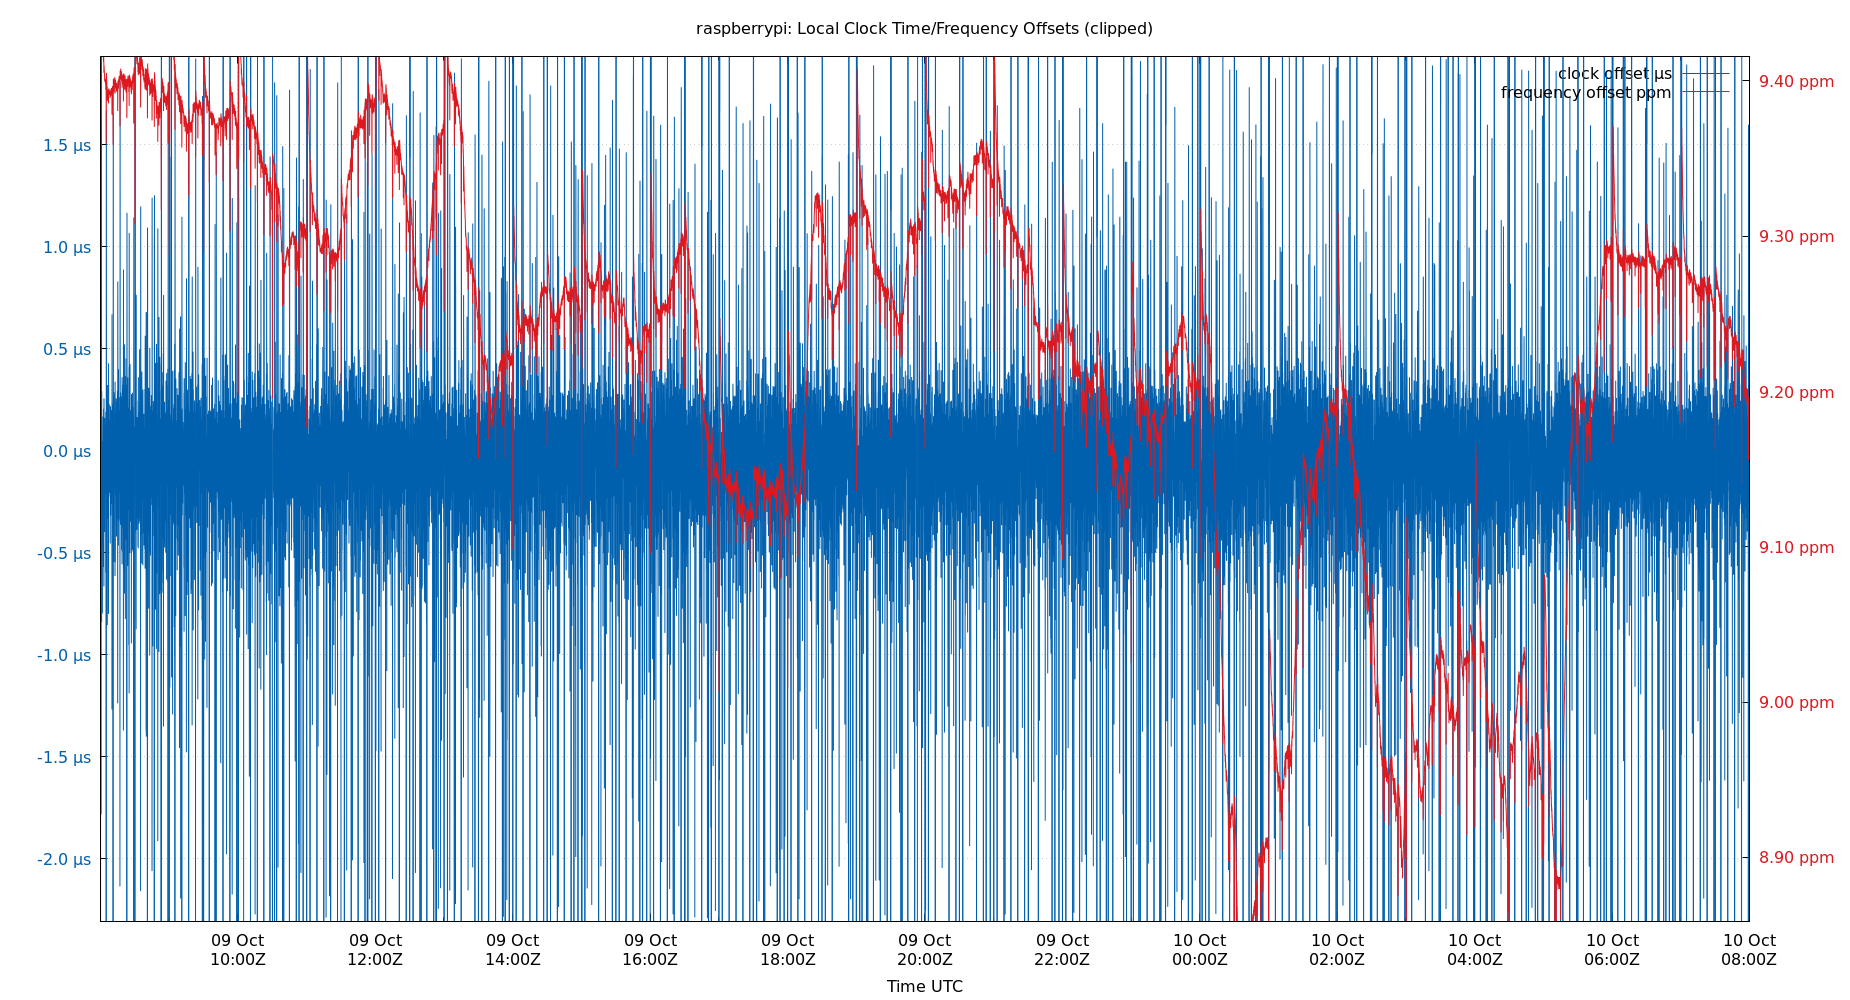 raspberrypi: Local Clock Time/Frequency Offsets (clipped)
clock offset µs
frequency offset ppm
1.5 µs
1.0 µs
0.5 µs
0.0 µs
-0.5 µs
-1.0 µs
-1.5 µs
-2.0 µs
9.40 ppm
9.30 ppm
9.20 ppm
9.10 ppm
9.00 ppm
8.90 ppm
09 Oct 09 Oct 09 Oct 09 Oct 09 Oct 09 Oct 09 Oct 10 Oct 10 Oct 10 Oct 10 Oct 10 Oct
10:00Z 12:00Z 14:00Z 16:00Z 18:00Z 20:00Z 22:00Z 00:00Z 02:00Z 04:00Z 06:00Z 08:00Z
Time UTC